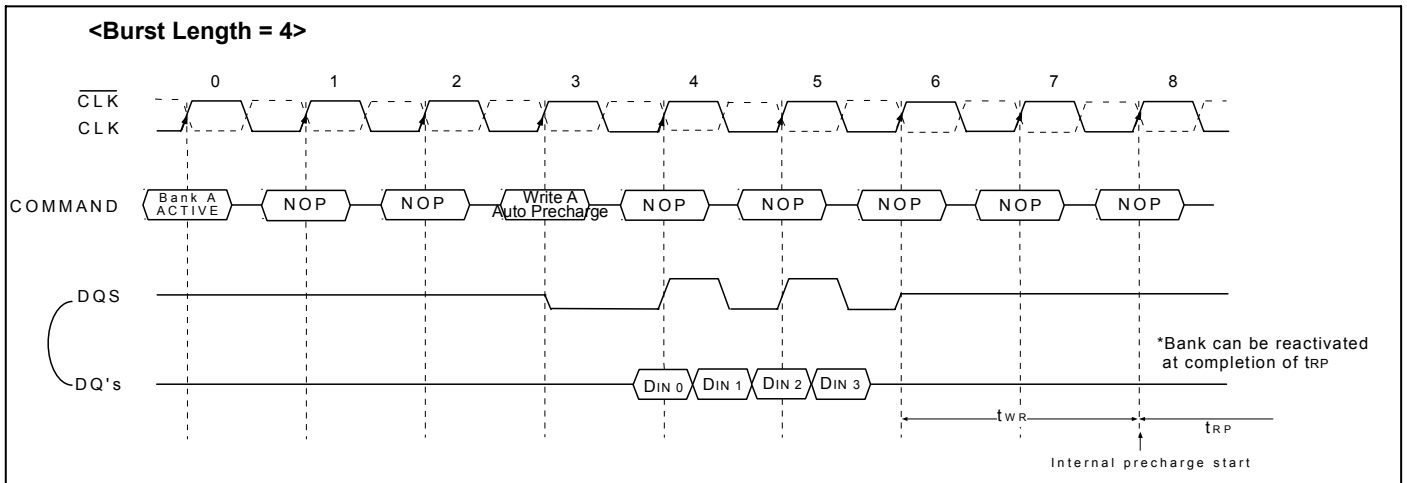 <Burst Length = 4>
0 1 2 3 4 5 6 7 8
CLK
CLK
COMMAND
Bank A
ACTIVE
NOP
NOP
Write A
Auto Precharge
NOP
NOP
NOP
NOP
NOP
DQS
*Bank can be reactivated
at completion of tRP
DQ's
DIN 0
DIN 1
DIN 2
DIN 3
tWR
tRP
Internal precharge start